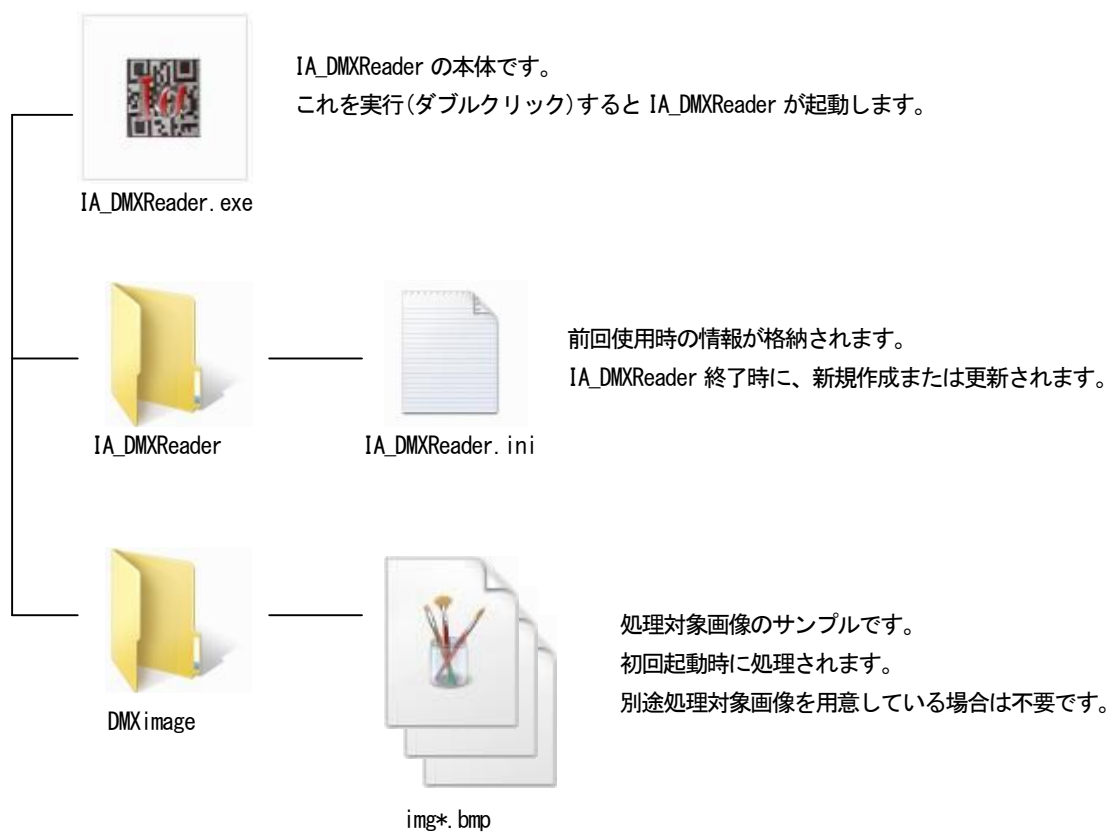 IA_DMXReader の本体です。
これを実行(ダブルクリック)すると IA_DMXReader が起動します。
IA_DMXReader.exe
前回使用時の情報が格納されます。
IA_DMXReader 終了時に、新規作成または更新されます。
IA_DMXReader
IA_DMXReader.ini
処理対象画像のサンプルです。
初回起動時に処理されます。
別途処理対象画像を用意している場合は不要です。
DMXimage
img*.bmp